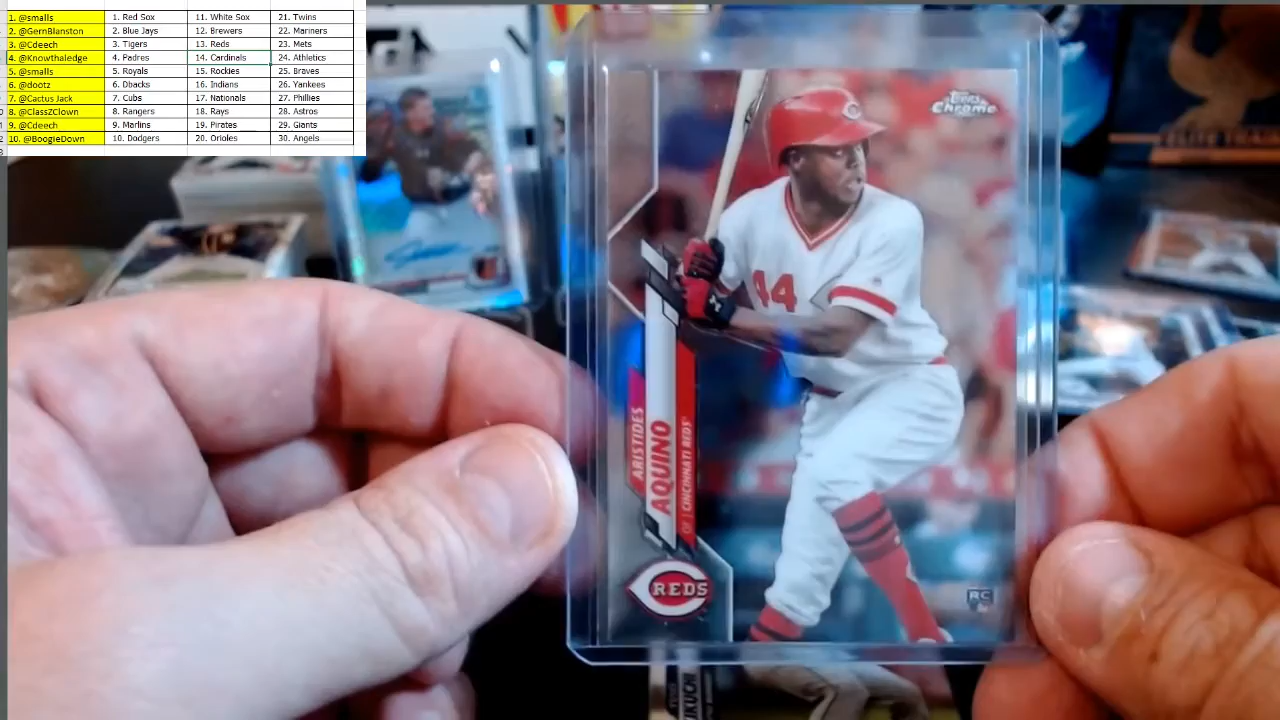 1. @smalls 1. Red Sox 11. White Sox 21. Twins
2. @GernBlanston 2. Blue Jays 12. Brewers 22. Mariners
3. @Cdeech 3. Tigers 13. Reds 23. Mets
4. @Knowthaledge 4. Padres 14. Cardinals 24. Athletics
5. @smalls 5. Royals 15. Rockies 25. Braves
6. @dootz 6. Dbacks 16. Indians 26. Yankees
7. @Cactus Jack 7. Cubs 17. Nationals 27. Phillies
8. @ClassZClown 8. Rangers 18. Rays 28. Astros
9. @Cdeech 9. Marlins 19. Pirates 29. Giants
10. @BoogieDown 10. Dodgers 20. Orioles 30. Angels
Topps
Chrome
44
ARISTIDES
AQUINO
OF | CINCINNATI REDS
REDS
RC